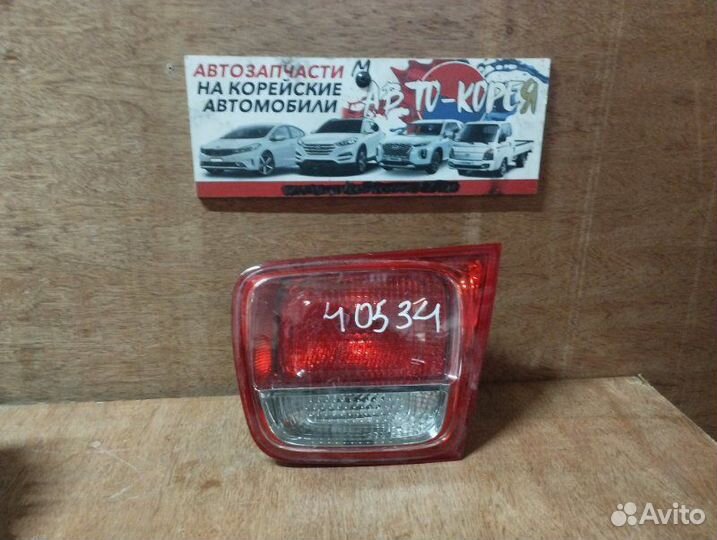 АВТОЗАПЧАСТИ
НА КОРЕЙСКИЕ
АВТОМОБИЛИ
АВТО-КОРЕЯ
40534
Avito